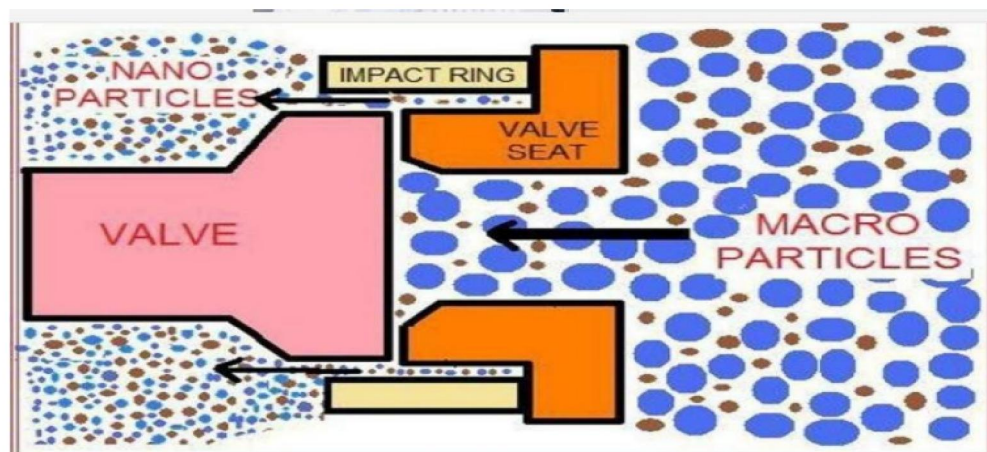 NANO
PARTICLES
IMPACT RING
VALVE
SEAT
VALVE
MACRO
PARTICLES